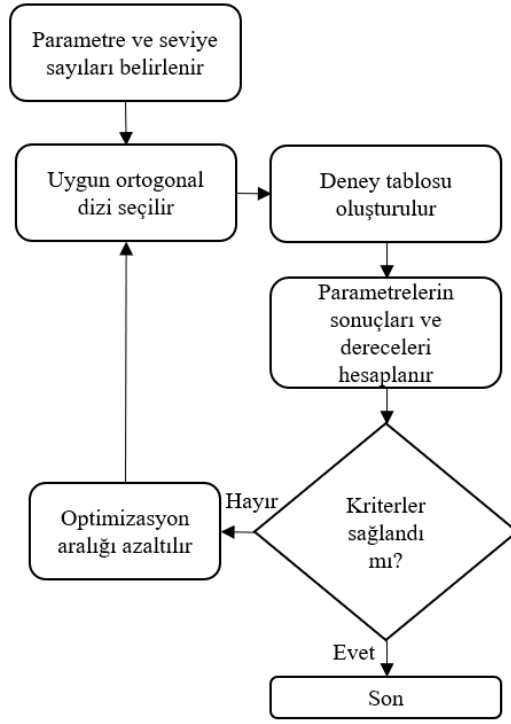 Parametre ve seviye
sayıları belirlenir
Uygun ortogonal
dizi seçilir
Deney tablosu
oluşturulur
Parametrelerin
sonuçları ve
dereceleri
hesaplanır
Kriterler
sağlandı
mı?
Hayır
Optimizasyon
aralığı azaltılır
Evet
Son